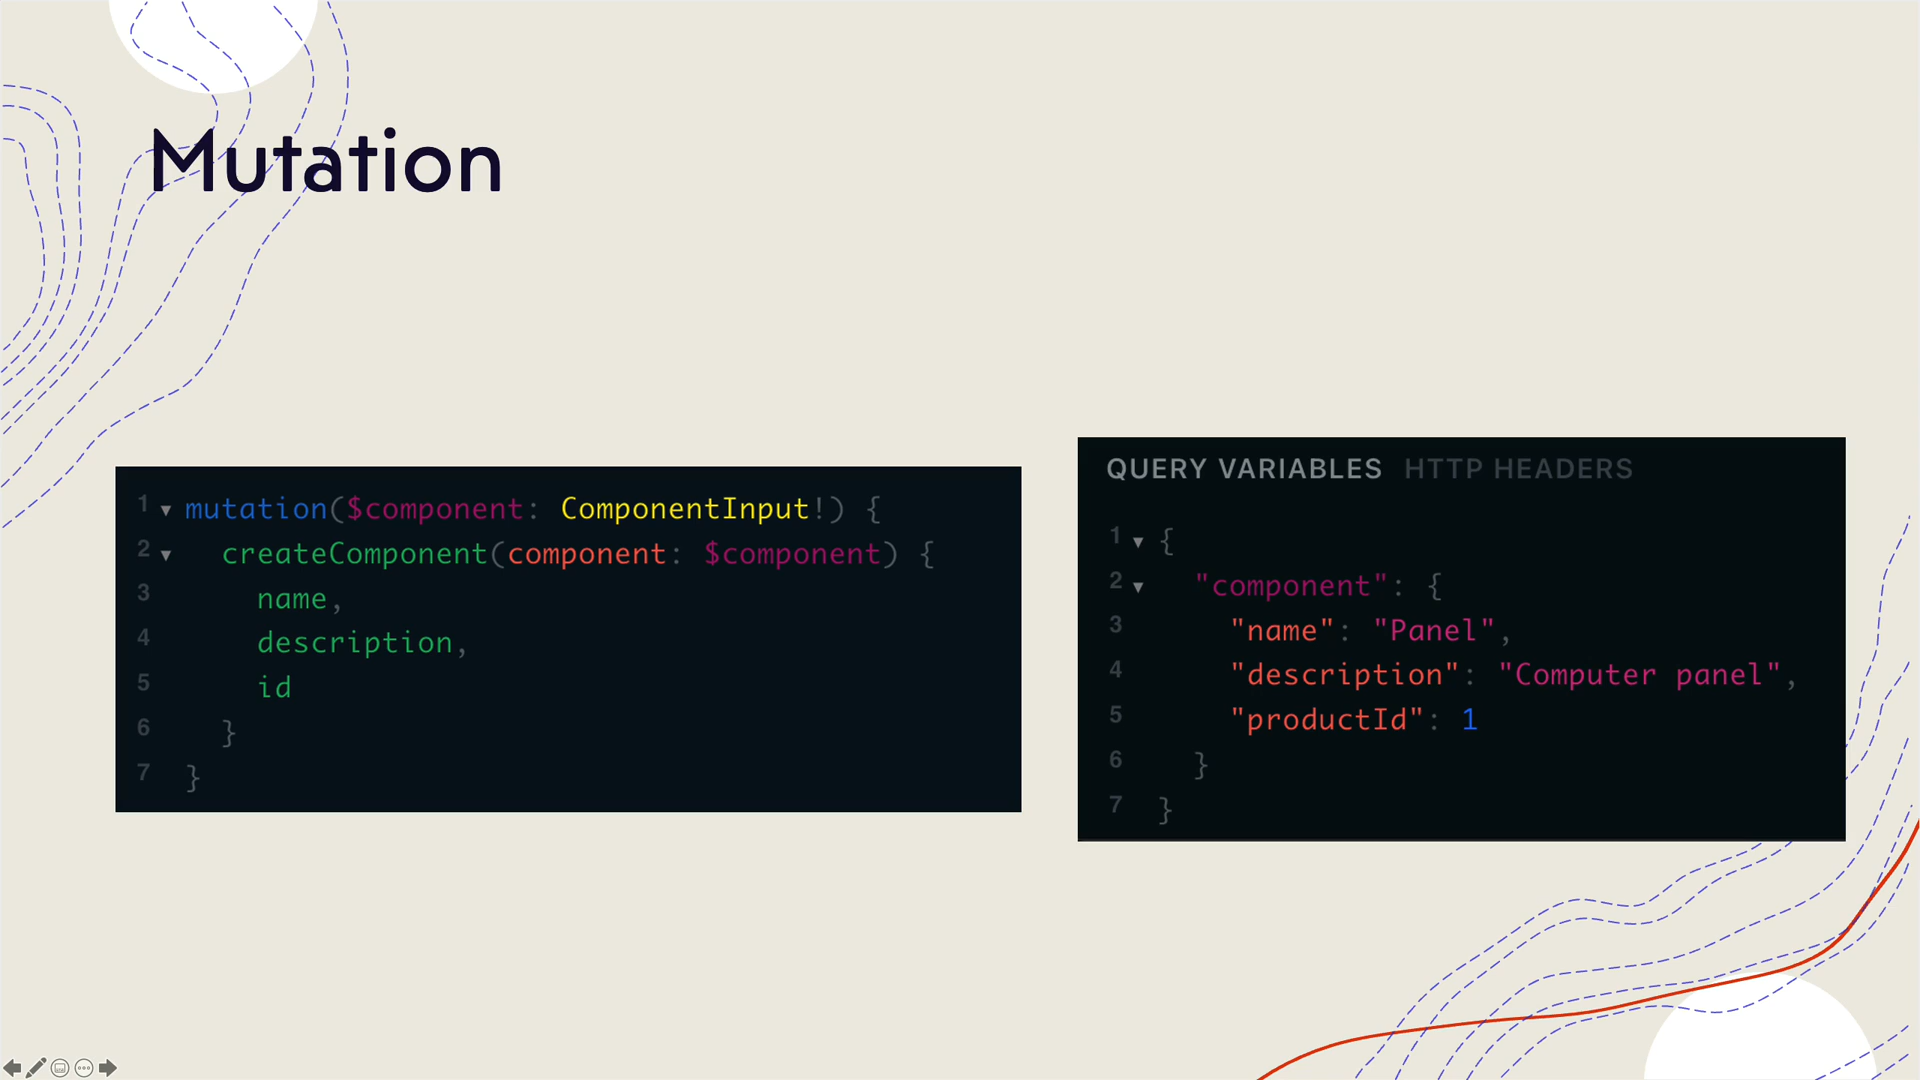 Mutation
1 mutation($component: ComponentInput!) {
2 createComponent(component: $component) {
3 name,
4 description,
5 id
6 }
7 }
QUERY VARIABLES HTTP HEADERS
1 {
2 "component": {
3 "name": "Panel",
4 "description": "Computer panel",
5 "productId": 1
6 }
7 }